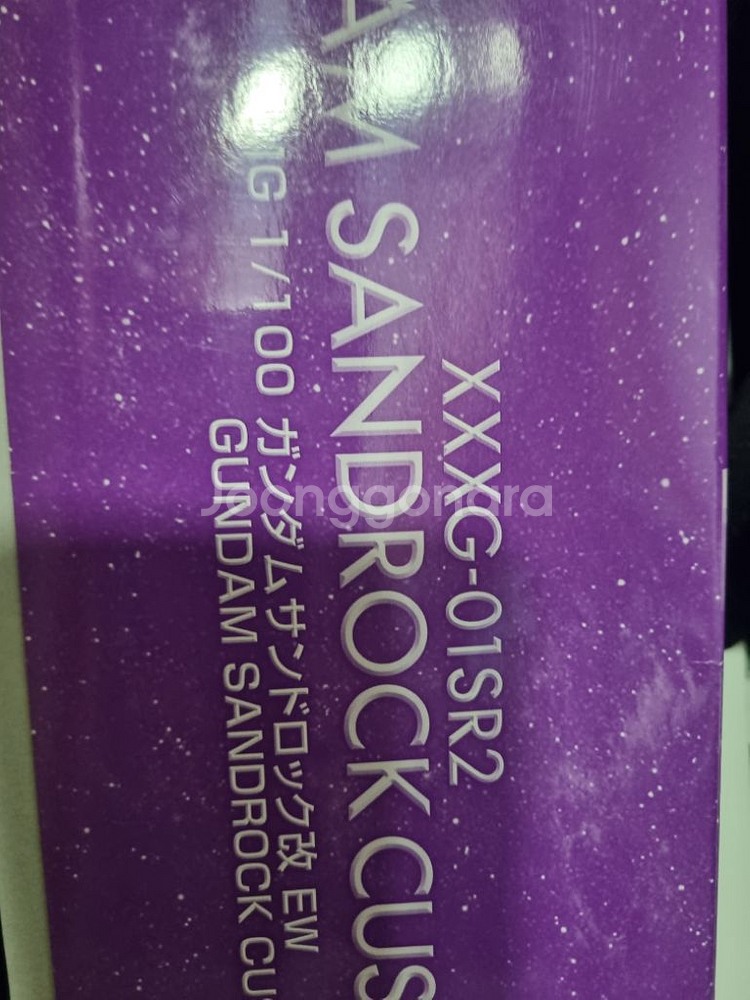 XXXG-01SR2
AM SANDROCK CUS
G 1/100 ガンダムサンドロック改 EW
GUNDAM SANDROCK CUS
Joonggonara